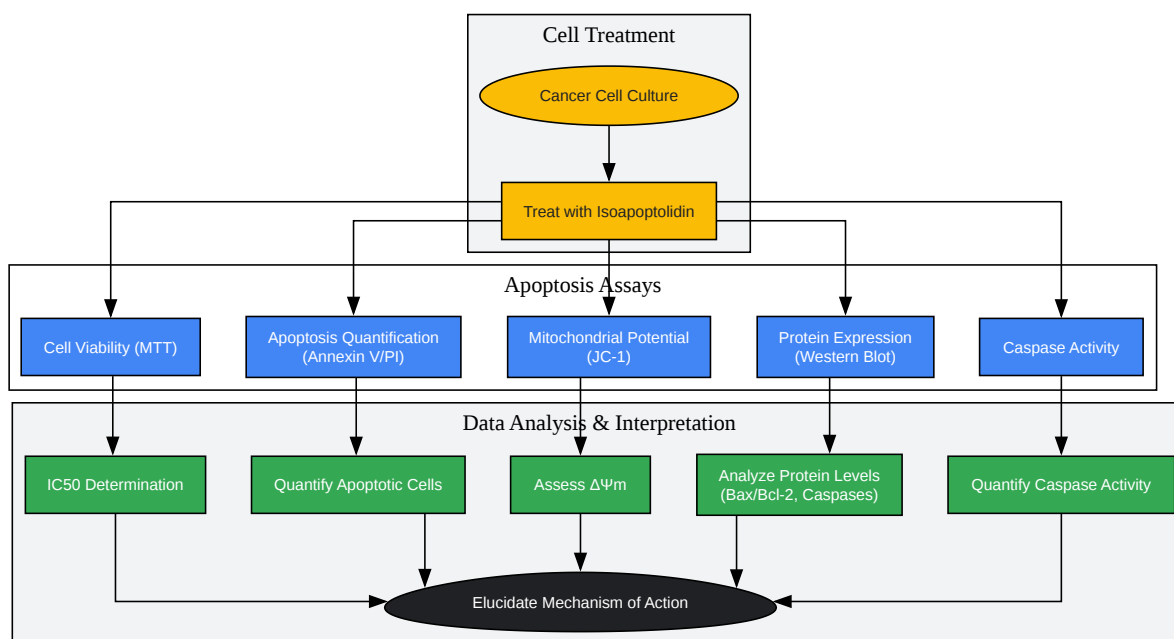 Cell Treatment
Cancer Cell Culture
Treat with Isoapoptolidin
Apoptosis Assays
Cell Viability (MTT)
Apoptosis Quantification
(Annexin V/PI)
Mitochondrial Potential
(JC-1)
Protein Expression
(Western Blot)
Caspase Activity
Data Analysis & Interpretation
IC50 Determination
Quantify Apoptotic Cells
Assess ΔΨm
Analyze Protein Levels
(Bax/Bcl-2, Caspases)
Quantify Caspase Activity
Elucidate Mechanism of Action